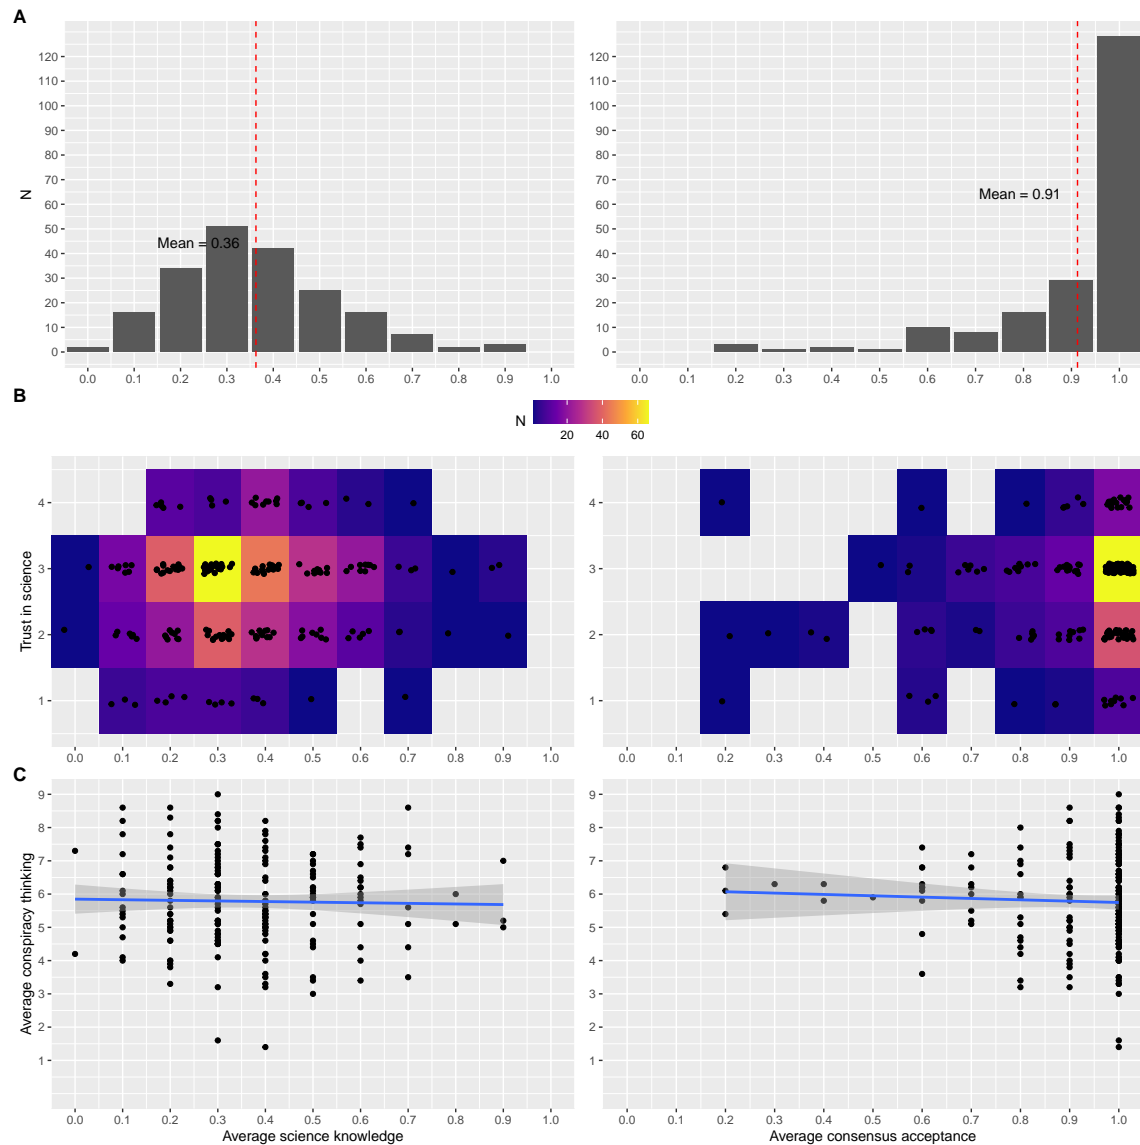 A
120
110
100
90
80
70
60
50
40
30
20
10
0
N
Mean = 0.36
0.0 0.1 0.2 0.3 0.4 0.5 0.6 0.7 0.8 0.9 1.0
120
110
100
90
80
70
60
50
40
30
20
10
0
Mean = 0.91
0.0 0.1 0.2 0.3 0.4 0.5 0.6 0.7 0.8 0.9 1.0
B
N
20 40 60
4
3
2
1
Trust in science
0.0 0.1 0.2 0.3 0.4 0.5 0.6 0.7 0.8 0.9 1.0
4
3
2
1
0.0 0.1 0.2 0.3 0.4 0.5 0.6 0.7 0.8 0.9 1.0
C
9
8
7
6
5
4
3
2
1
Average conspiracy thinking
0.0 0.1 0.2 0.3 0.4 0.5 0.6 0.7 0.8 0.9 1.0
Average science knowledge
9
8
7
6
5
4
3
2
1
0.0 0.1 0.2 0.3 0.4 0.5 0.6 0.7 0.8 0.9 1.0
Average consensus acceptance